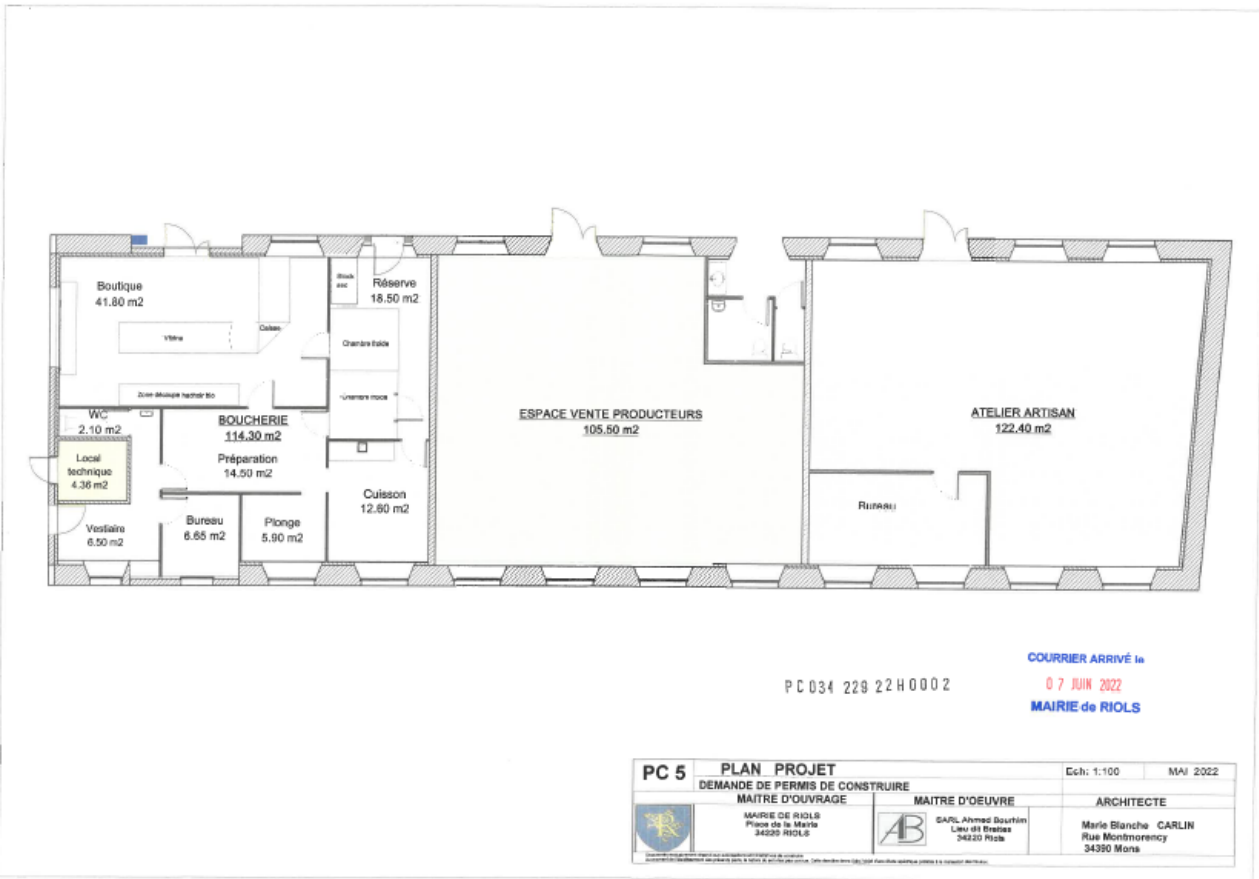 Boutique
41.80 m2
Vitrine
Caisse
Zone découpe hachoir bio
Stock
sec
Réserve
18.50 m2
Chambre froide
WC
2.10 m2
Local
technique
4.36 m2
Vestiaire
6.50 m2
BOUCHERIE
114.30 m2
Préparation
14.50 m2
Bureau
6.65 m2
Plonge
5.90 m2
Cuisson
12.60 m2
ESPACE VENTE PRODUCTEURS
105.50 m2
ATELIER ARTISAN
122.40 m2
Bureau
PC 034 229 22H0002
COURRIER ARRIVÉ le
07 JUIN 2022
MAIRIE de RIOLS
PC 5 PLAN PROJET Ech: 1:100 MAI 2022
DEMANDE DE PERMIS DE CONSTRUIRE
MAITRE D'OUVRAGE
MAIRIE DE RIOLS
Place de la Mairie
34220 RIOLS
MAITRE D'OEUVRE
AB
SARL Ahmed Bourhim
Lieu dit Breitas
34220 Riols
ARCHITECTE
Marie Blanche CARLIN
Rue Montmorency
34390 Mons